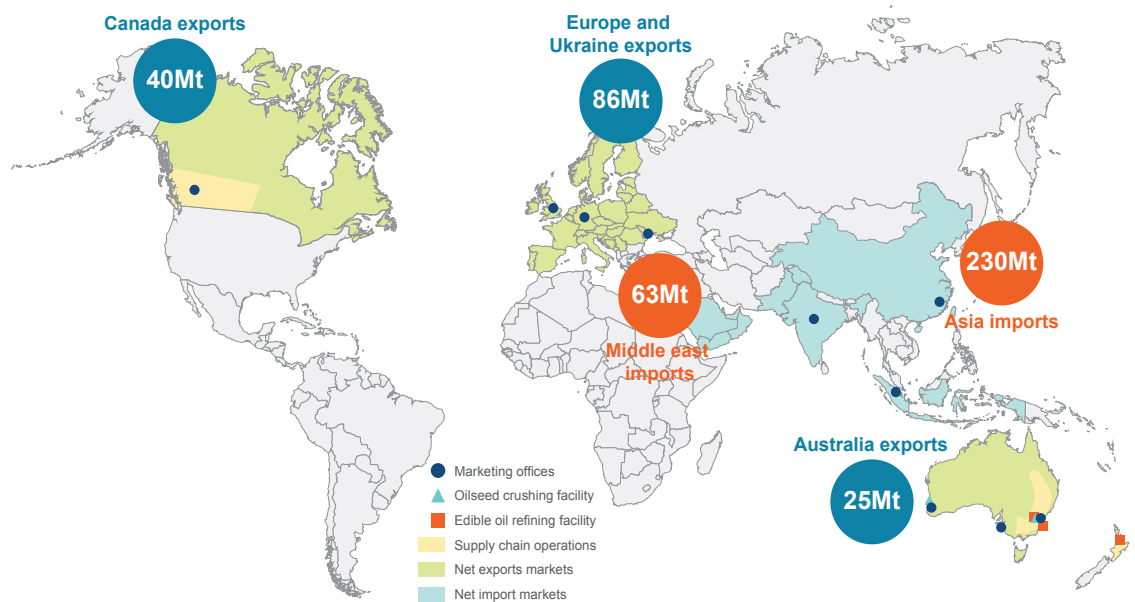 Canada exports
40Mt
Europe and
Ukraine exports
86Mt
63Mt
Middle east
imports
230Mt
Asia imports
Australia exports
25Mt
Marketing offices
Oilseed crushing facility
Edible oil refining facility
Supply chain operations
Net exports markets
Net import markets